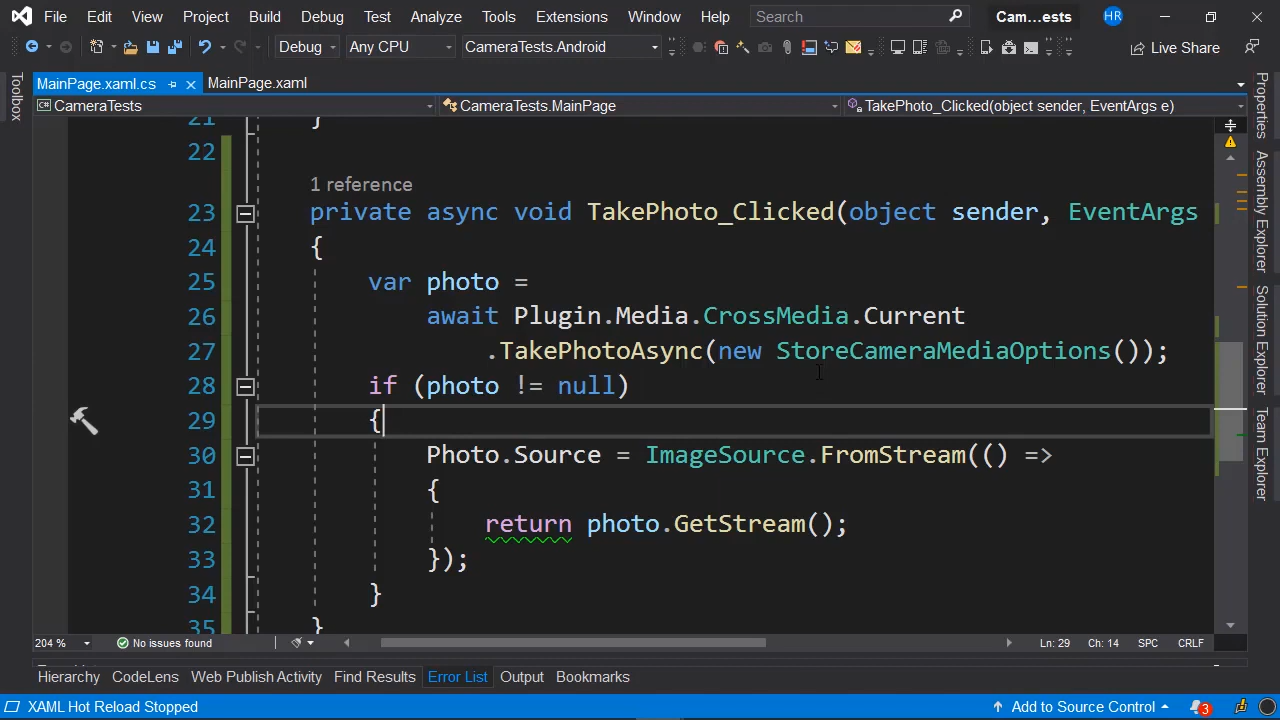 File Edit View Project Build Debug Test Analyze Tools Extensions Window Help Search Cam...ests HR
Debug Any CPU CameraTests.Android Live Share
MainPage.xaml.cs MainPage.xaml
CameraTests CameraTests.MainPage TakePhoto_Clicked(object sender, EventArgs e)
Toolbox
Properties
Assembly Explorer
Solution Explorer
Team Explorer
21 }
22
1 reference
23 private async void TakePhoto_Clicked(object sender, EventArgs
24 {
25 var photo =
26 await Plugin.Media.CrossMedia.Current
27 .TakePhotoAsync(new StoreCameraMediaOptions());
28 if (photo != null)
29 {
30 Photo.Source = ImageSource.FromStream(() =>
31 {
32 return photo.GetStream();
33 });
34 }
35 }
204 % No issues found Ln: 29 Ch: 14 SPC CRLF
Hierarchy CodeLens Web Publish Activity Find Results Error List Output Bookmarks
XAML Hot Reload Stopped Add to Source Control 3